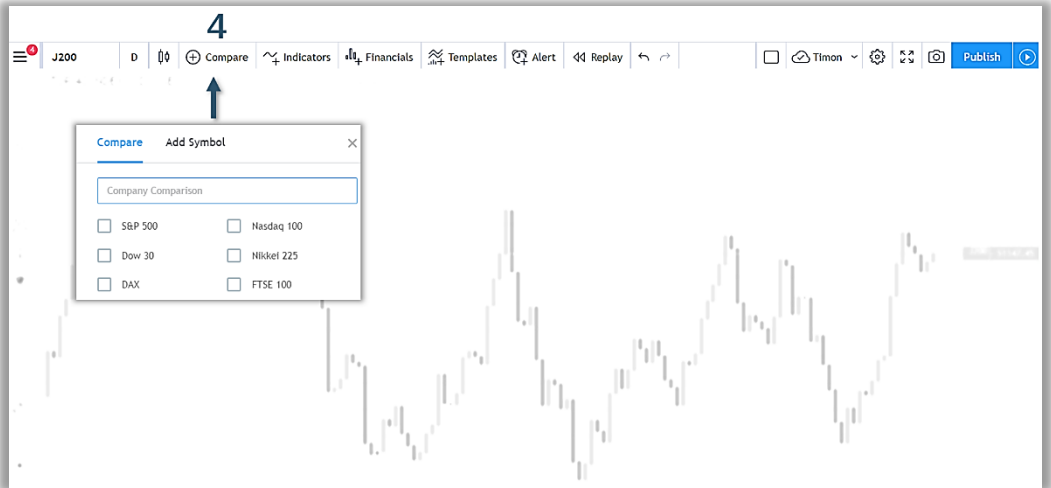 4
4
J200 D Compare Indicators Financials Templates Alert Replay Timon Publish
Compare Add Symbol
Company Comparison
S&P 500 Nasdaq 100
Dow 30 Nikkei 225
DAX FTSE 100